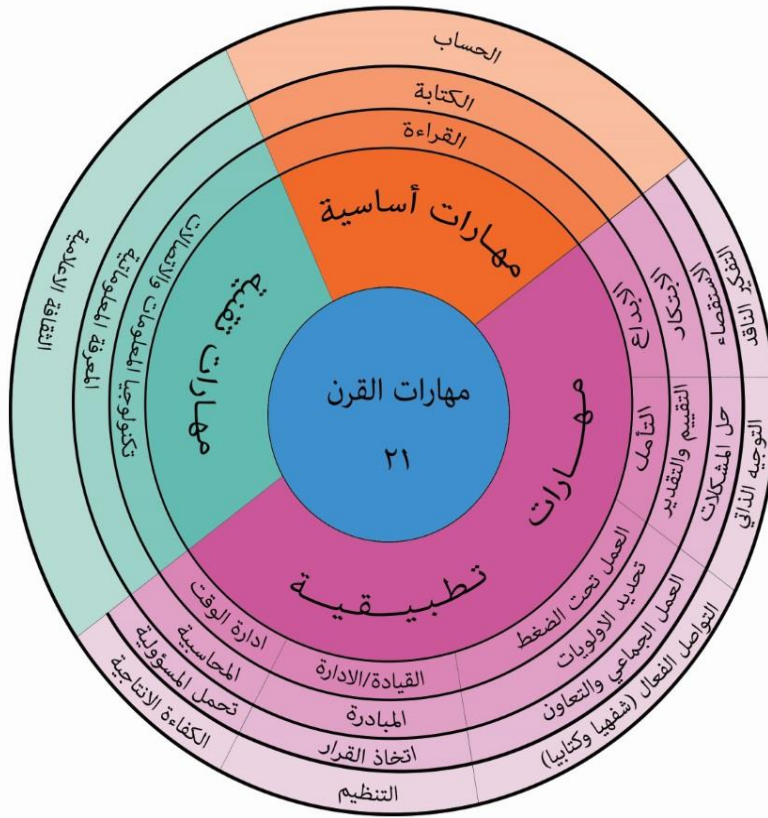 مهارات القرن
٢١
مهارات أساسية
القراءة
الكتابة
الحساب
مهارات تطبيقية
الابداع
الابتكار
الاستقصاء
التفكير الناقد
التأمل
التقييم والتقدير
حل المشكلات
التوجيه الذاتي
العمل تحت الضغط
تحديد الاولويات
العمل الجماعي والتعاون
التواصل الفعال (شفهيا وكتابيا)
القيادة/الادارة
المبادرة
اتخاذ القرار
التنظيم
ادارة الوقت
المحاسبية
تحمل المسؤولية
الكفاءة الانتاجية
مهارات تقنية
تكنولوجيا المعلومات والاتصالات
المعرفة المعلوماتية
الثقافة الاعلامية